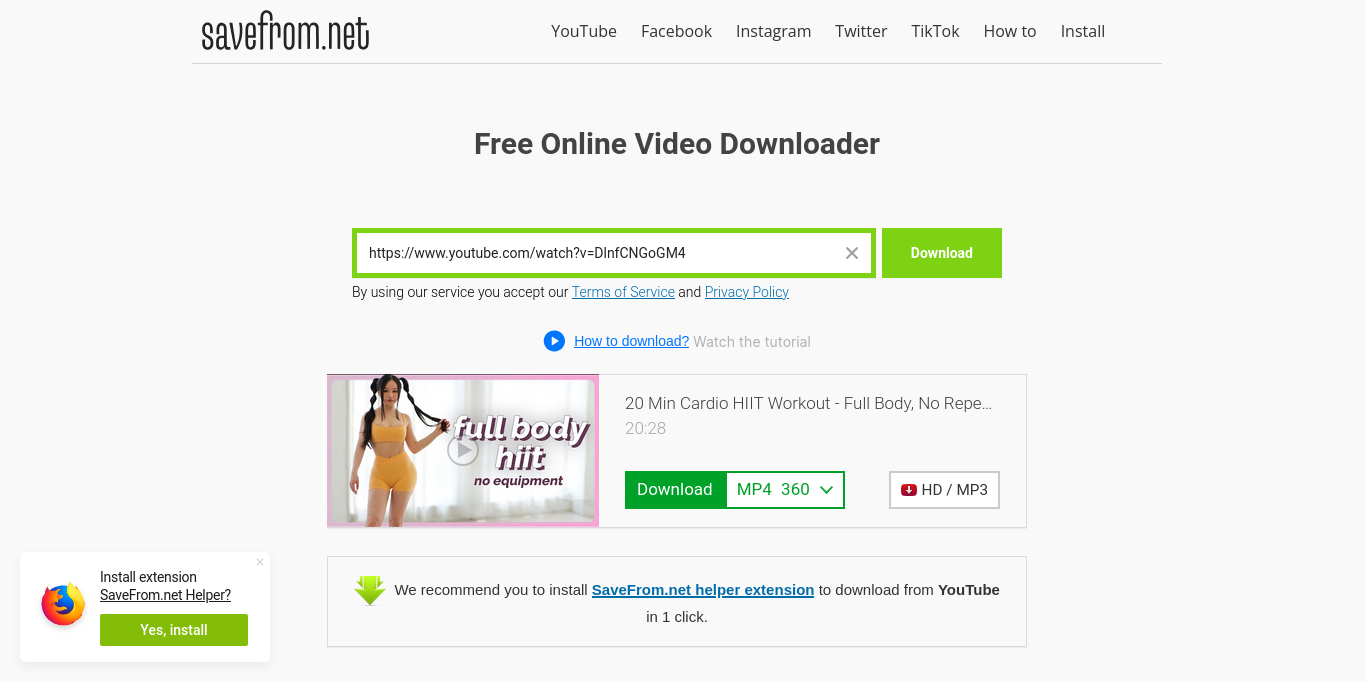 savefrom.net
YouTube Facebook Instagram Twitter TikTok How to Install
Free Online Video Downloader
https://www.youtube.com/watch?v=DlnfCNGoGM4
Download
By using our service you accept our Terms of Service and Privacy Policy
How to download? Watch the tutorial
full body
hiit
no equipment
20 Min Cardio HIIT Workout - Full Body, No Repe...
20:28
Download MP4 360
HD / MP3
We recommend you to install SaveFrom.net helper extension to download from YouTube
in 1 click.
Install extension
SaveFrom.net Helper?
Yes, install